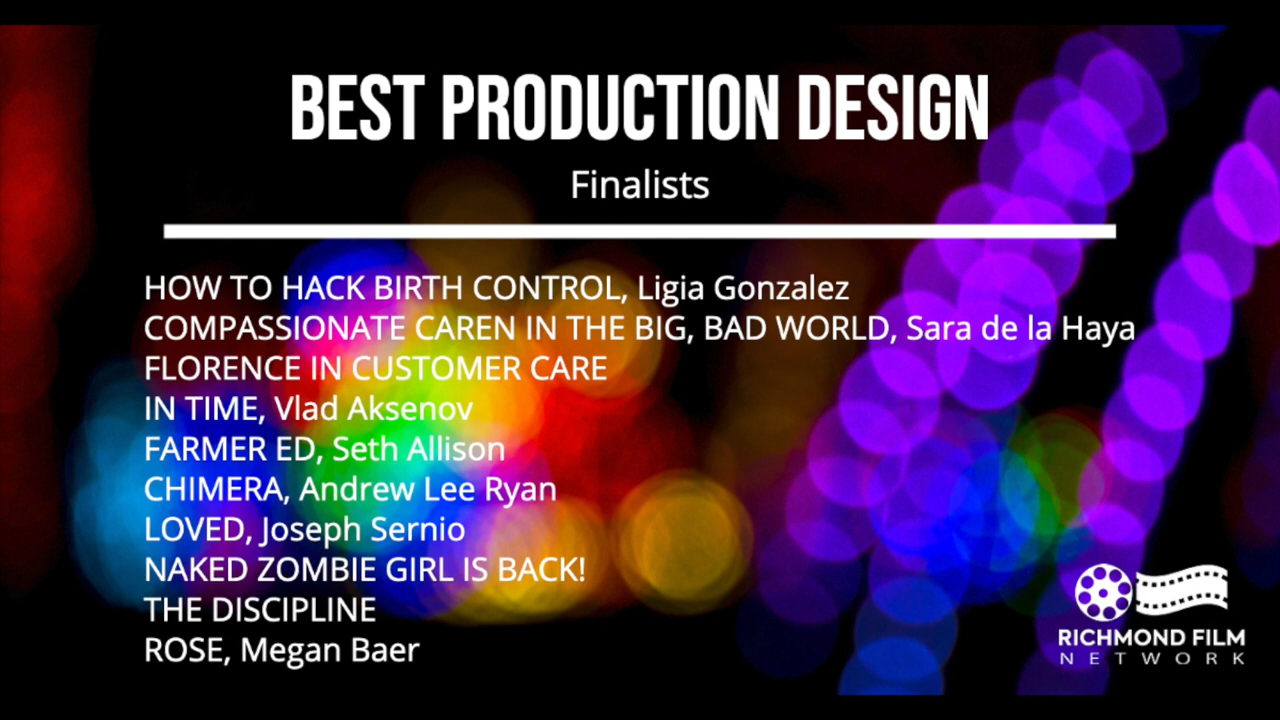 BEST PRODUCTION DESIGN
Finalists
HOW TO HACK BIRTH CONTROL, Ligia Gonzalez
COMPASSIONATE CAREN IN THE BIG, BAD WORLD, Sara de la Haya
FLORENCE IN CUSTOMER CARE
IN TIME, Vlad Aksenov
FARMER ED, Seth Allison
CHIMERA, Andrew Lee Ryan
LOVED, Joseph Sernio
NAKED ZOMBIE GIRL IS BACK!
THE DISCIPLINE
ROSE, Megan Baer
RICHMOND FILM
NETWORK